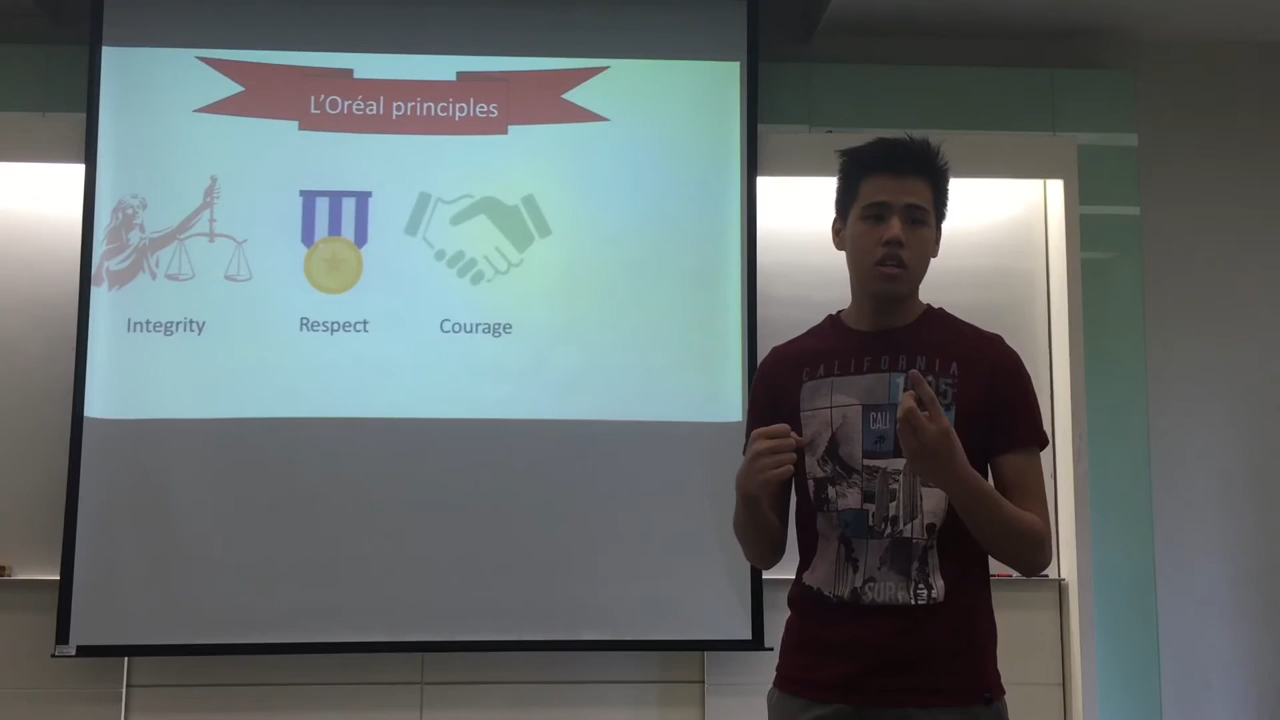 L'Oréal principles
Integrity
Respect
Courage
CALIFORNIA
CALI
SURF